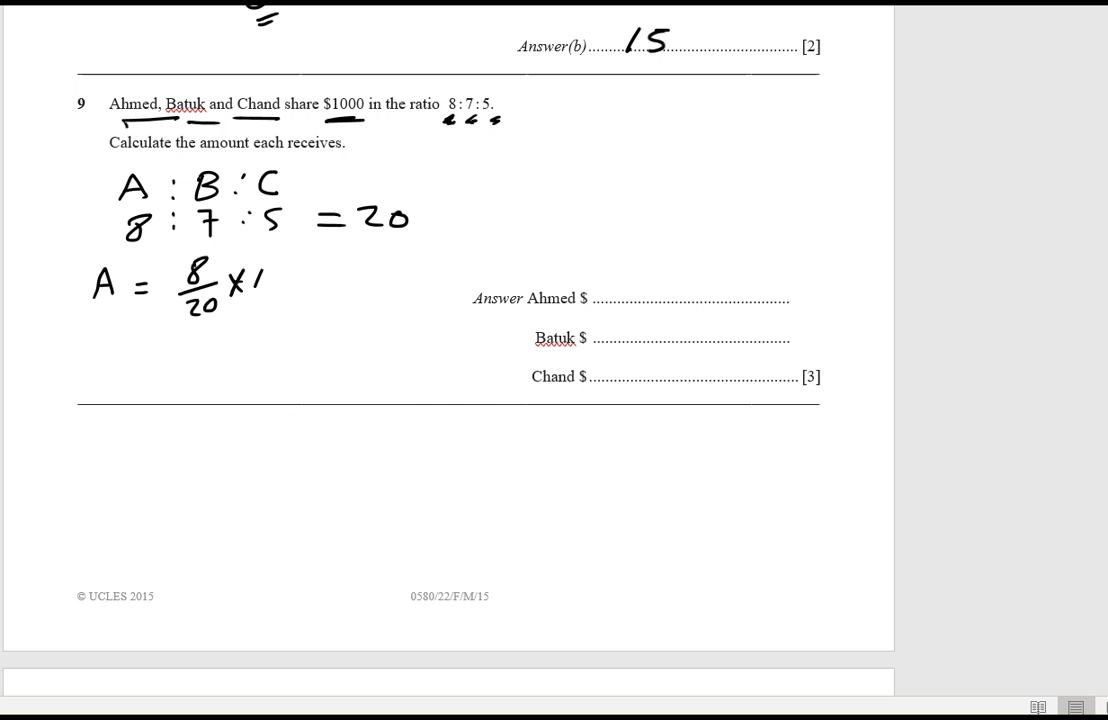 Answer(b)..........15.......................... [2]
9 Ahmed, Batuk and Chand share $1000 in the ratio 8 : 7 : 5.
Calculate the amount each receives.
A : B : C
8 : 7 : 5 = 20
A = 8/20 × 1
Answer Ahmed $ ................................................
Batuk $ ................................................
Chand $................................................... [3]
© UCLES 2015
0580/22/F/M/15